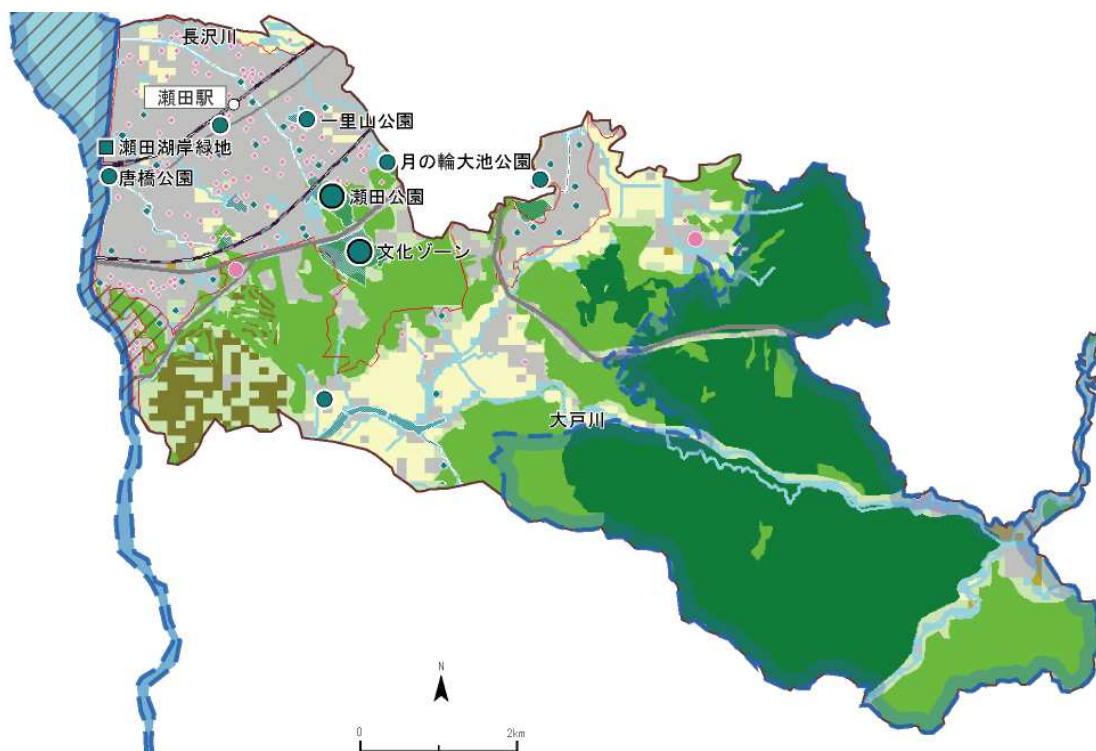 長沢川
瀬田駅
一里山公園
瀬田湖岸緑地
月の輪大池公園
唐橋公園
瀬田公園
文化ゾーン
大戸川
N
0 2km